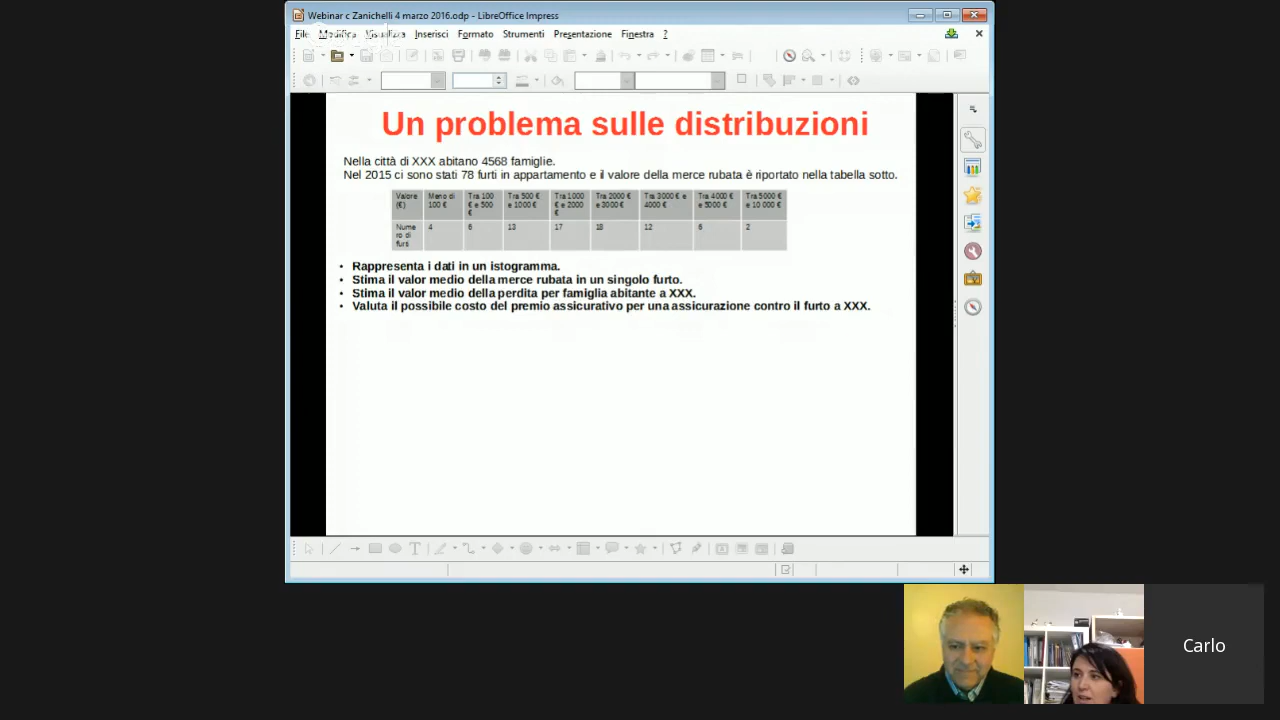 Webinar c Zanichelli 4 marzo 2016.odp - LibreOffice Impress
File Modifica Visualizza Inserisci Formato Strumenti Presentazione Finestra ?
Un problema sulle distribuzioni
Nella città di XXX abitano 4568 famiglie.
Nel 2015 ci sono stati 78 furti in appartamento e il valore della merce rubata è riportato nella tabella sotto.
Valore Meno di Tra 100 Tra 500 € Tra 1000 Tra 2000 € Tra 3000 € e Tra 4000 € Tra 5000 €
(€) 100 € € e 500 e 1000 € € e 2000 e 3000 € 4000 € e 5000 € e 10 000 €
€ €
Nume 4 6 13 17 18 12 6 2
ro di
furti
• Rappresenta i dati in un istogramma.
• Stima il valor medio della merce rubata in un singolo furto.
• Stima il valor medio della perdita per famiglia abitante a XXX.
• Valuta il possibile costo del premio assicurativo per una assicurazione contro il furto a XXX.
Carlo